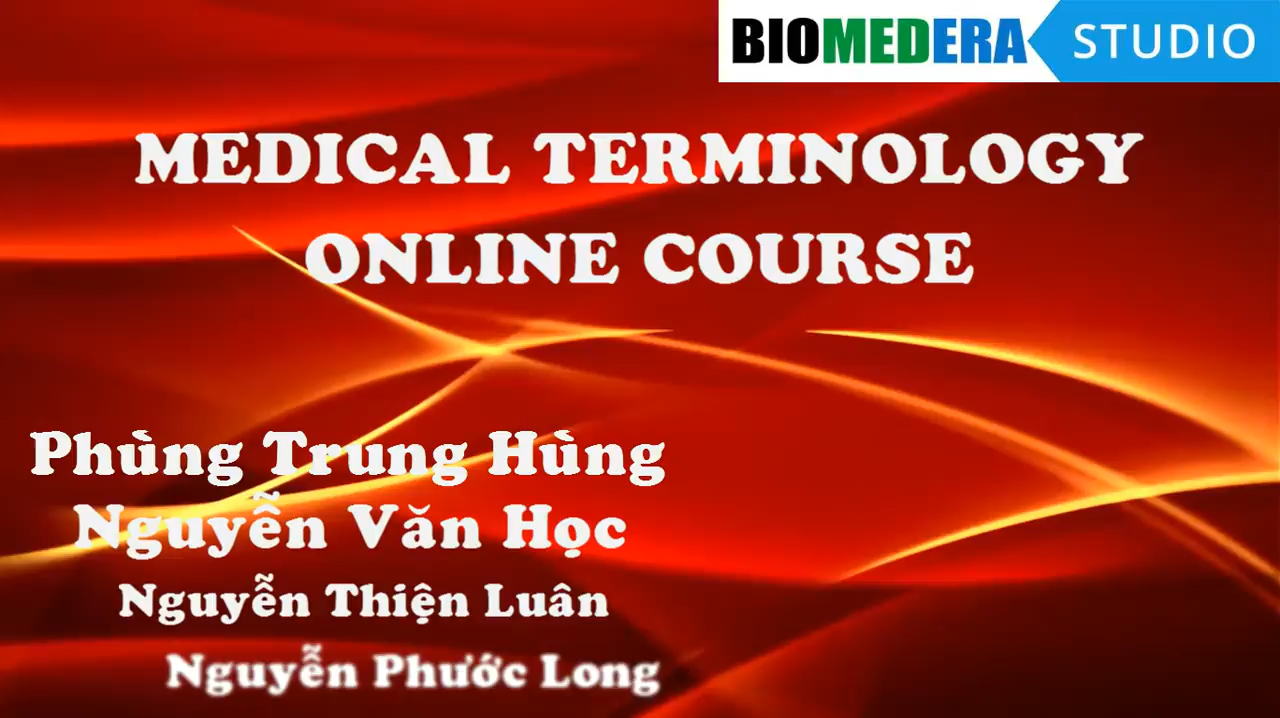 BIOMEDERA STUDIO
MEDICAL TERMINOLOGY
ONLINE COURSE
Phùng Trung Hùng
Nguyễn Văn Học
Nguyễn Thiện Luân
Nguyễn Phước Long